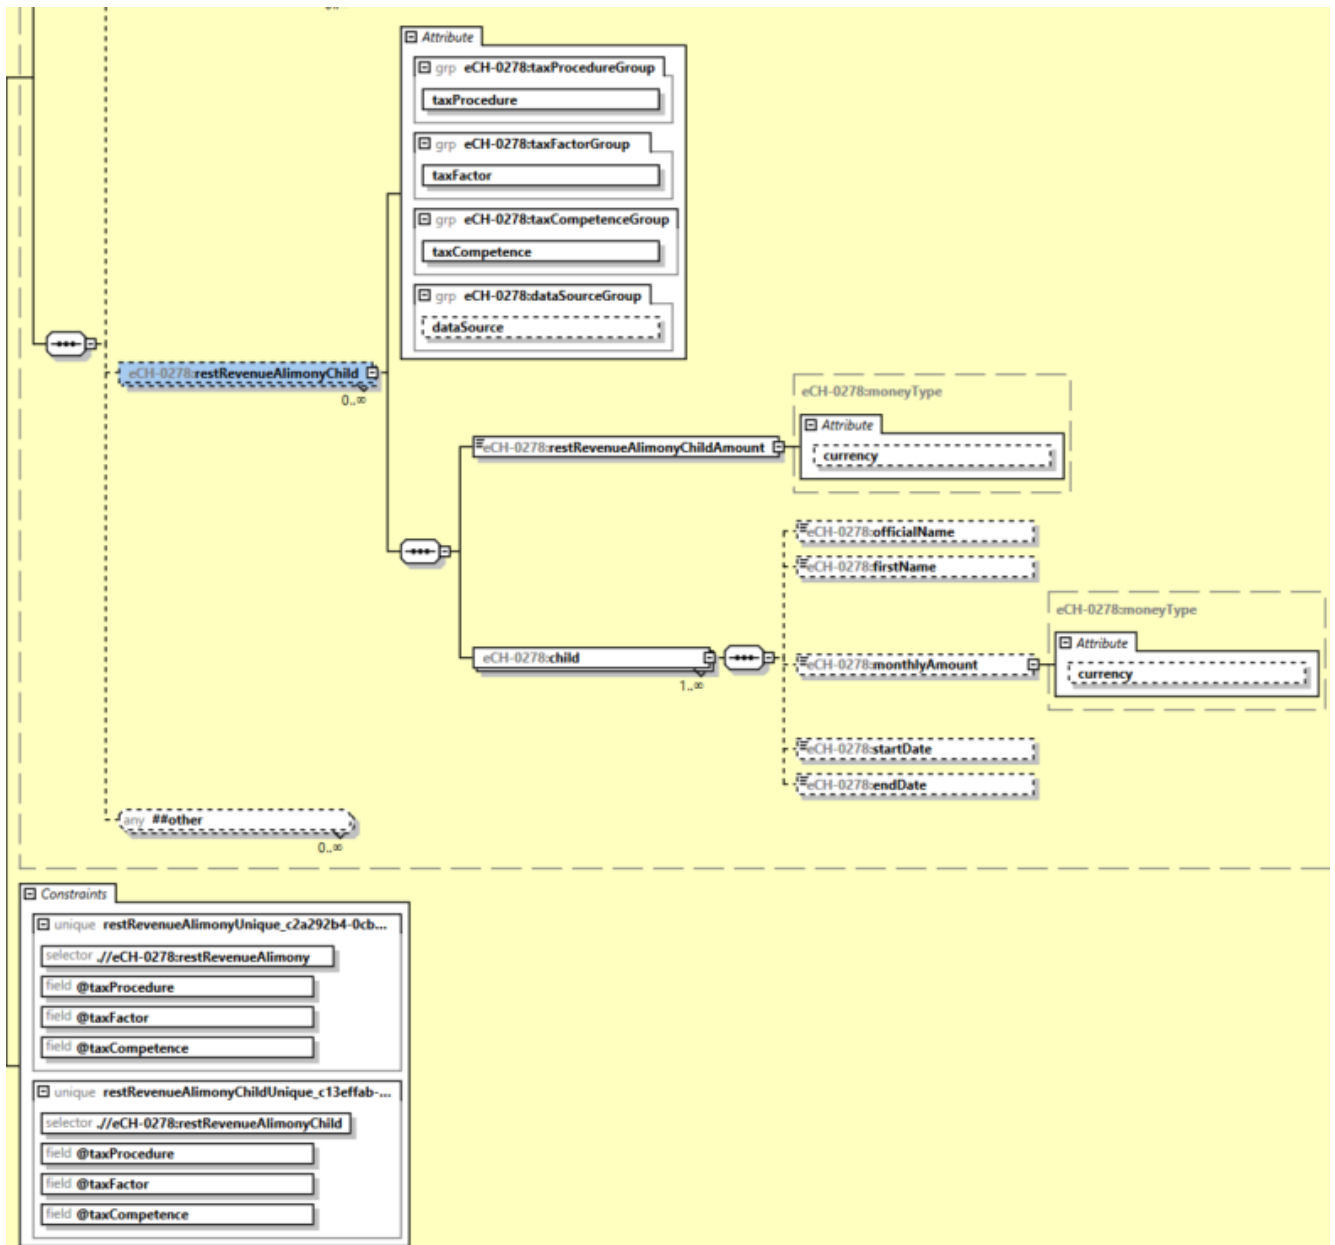 Attribute
grp eCH-0278:taxProcedureGroup
taxProcedure
grp eCH-0278:taxFactorGroup
taxFactor
grp eCH-0278:taxCompetenceGroup
taxCompetence
grp eCH-0278:dataSourceGroup
dataSource
eCH-0278:restRevenueAlimonyChild
0..∞
eCH-0278:moneyType
Attribute
eCH-0278:restRevenueAlimonyChildAmount
currency
eCH-0278:officialName
eCH-0278:firstName
eCH-0278:moneyType
Attribute
eCH-0278:child
1..∞
eCH-0278:monthlyAmount
currency
eCH-0278:startDate
eCH-0278:endDate
any ##other
0..∞
Constraints
unique restRevenueAlimonyUnique_c2a292b4-0cb...
selector .//eCH-0278:restRevenueAlimony
field @taxProcedure
field @taxFactor
field @taxCompetence
unique restRevenueAlimonyChildUnique_c13effab-...
selector .//eCH-0278:restRevenueAlimonyChild
field @taxProcedure
field @taxFactor
field @taxCompetence